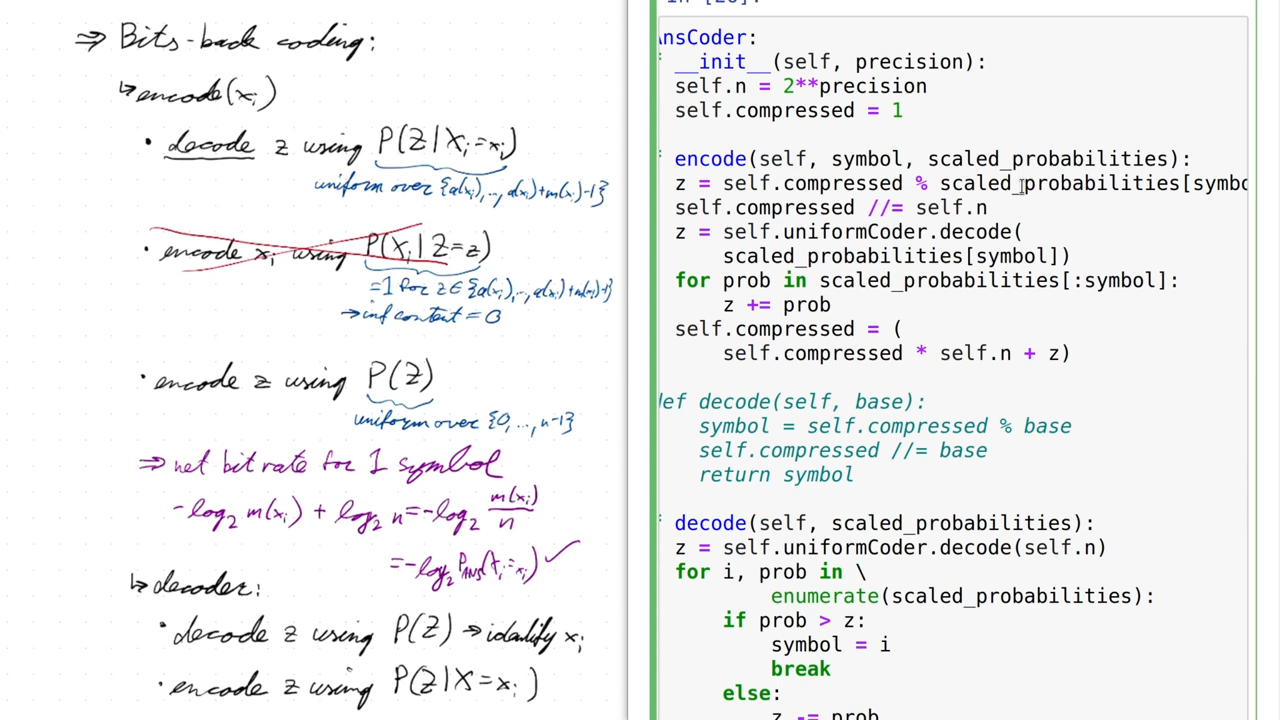 ⇒ Bits-back coding:
↳ encode(xᵢ)
• decode z using P(Z|Xᵢ=xᵢ)
uniform over {a(xᵢ),..,a(xᵢ)+m(xᵢ)-1}
• encode xᵢ using P(Xᵢ|Z=z)
=1 for z∈{a(xᵢ),..,a(xᵢ)+m(xᵢ)-1}
→ inf content = 0
• encode z using P(Z)
uniform over {0,...,n-1}
⇒ net bit rate for 1 symbol
-log₂ m(xᵢ) + log₂ n = -log₂ m(xᵢ)/n
= -log₂ P_ANS(Xᵢ=xᵢ) ✓
↳ decoder:
• decode z using P(Z) → identify xᵢ
• encode z using P(Z|X=xᵢ)
AnsCoder:
__init__(self, precision):
self.n = 2**precision
self.compressed = 1
encode(self, symbol, scaled_probabilities):
z = self.compressed % scaled_probabilities[symbo
self.compressed //= self.n
z = self.uniformCoder.decode(
scaled_probabilities[symbol])
for prob in scaled_probabilities[:symbol]:
z += prob
self.compressed = (
self.compressed * self.n + z)
def decode(self, base):
symbol = self.compressed % base
self.compressed //= base
return symbol
decode(self, scaled_probabilities):
z = self.uniformCoder.decode(self.n)
for i, prob in \
enumerate(scaled_probabilities):
if prob > z:
symbol = i
break
else:
z -= prob